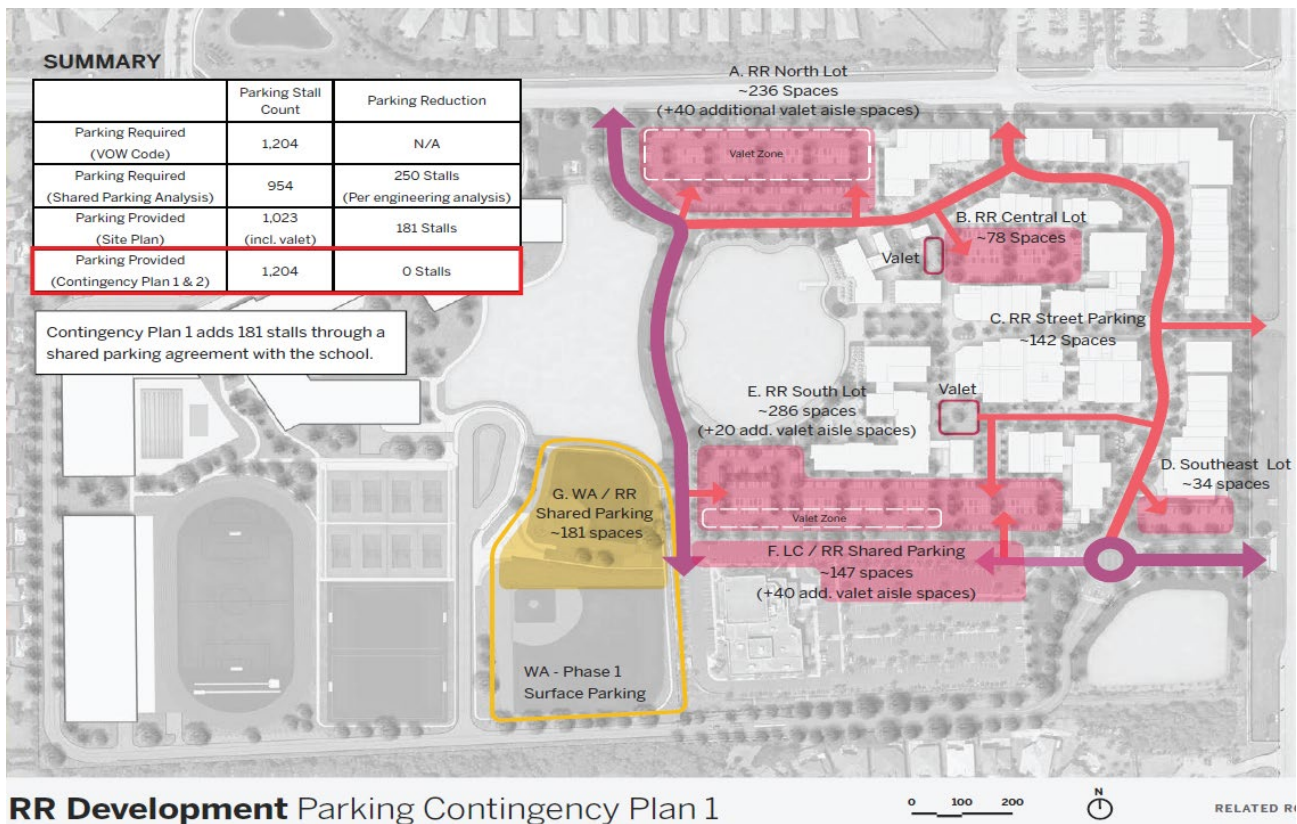 SUMMARY
Parking Stall Count
Parking Reduction
Parking Required
(VOW Code)
1,204
N/A
Parking Required
(Shared Parking Analysis)
954
250 Stalls
(Per engineering analysis)
Parking Provided
(Site Plan)
1,023
(incl. valet)
181 Stalls
Parking Provided
(Contingency Plan 1 & 2)
1,204
0 Stalls
Contingency Plan 1 adds 181 stalls through a
shared parking agreement with the school.
A. RR North Lot
~236 Spaces
(+40 additional valet aisle spaces)
Valet Zone
B. RR Central Lot
~78 Spaces
Valet
C. RR Street Parking
~142 Spaces
E. RR South Lot
~286 spaces
(+20 add. valet aisle spaces)
Valet
D. Southeast Lot
~34 spaces
G. WA / RR
Shared Parking
~181 spaces
Valet Zone
F. LC / RR Shared Parking
~147 spaces
(+40 add. valet aisle spaces)
WA - Phase 1
Surface Parking
RR Development Parking Contingency Plan 1
0 100 200
N
RELATED